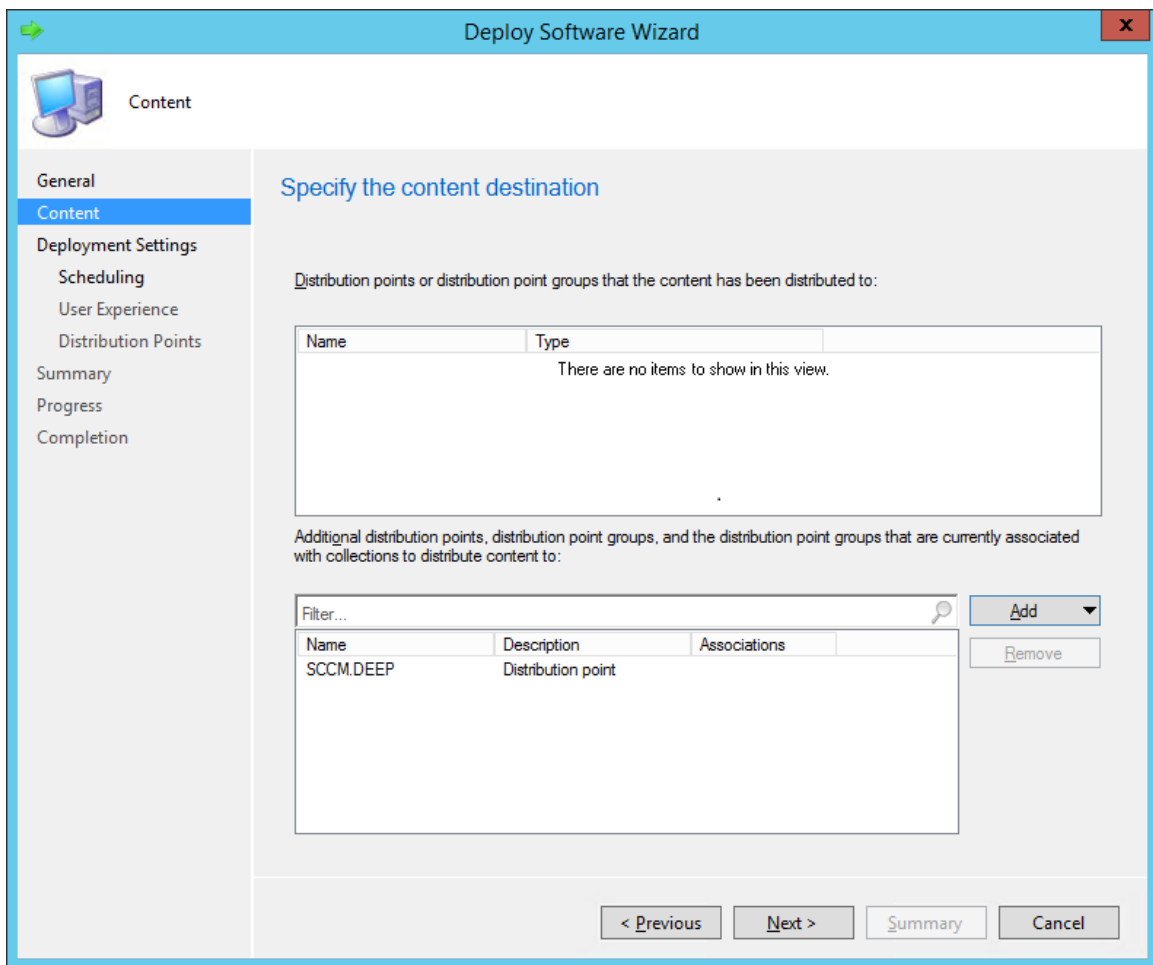 Deploy Software Wizard
x
Content
General
Content
Deployment Settings
Scheduling
User Experience
Distribution Points
Summary
Progress
Completion
Specify the content destination
Distribution points or distribution point groups that the content has been distributed to:
Name Type
There are no items to show in this view.
Additional distribution points, distribution point groups, and the distribution point groups that are currently associated
with collections to distribute content to:
Filter... Add
Remove
Name Description Associations
SCCM.DEEP Distribution point
< Previous Next > Summary Cancel